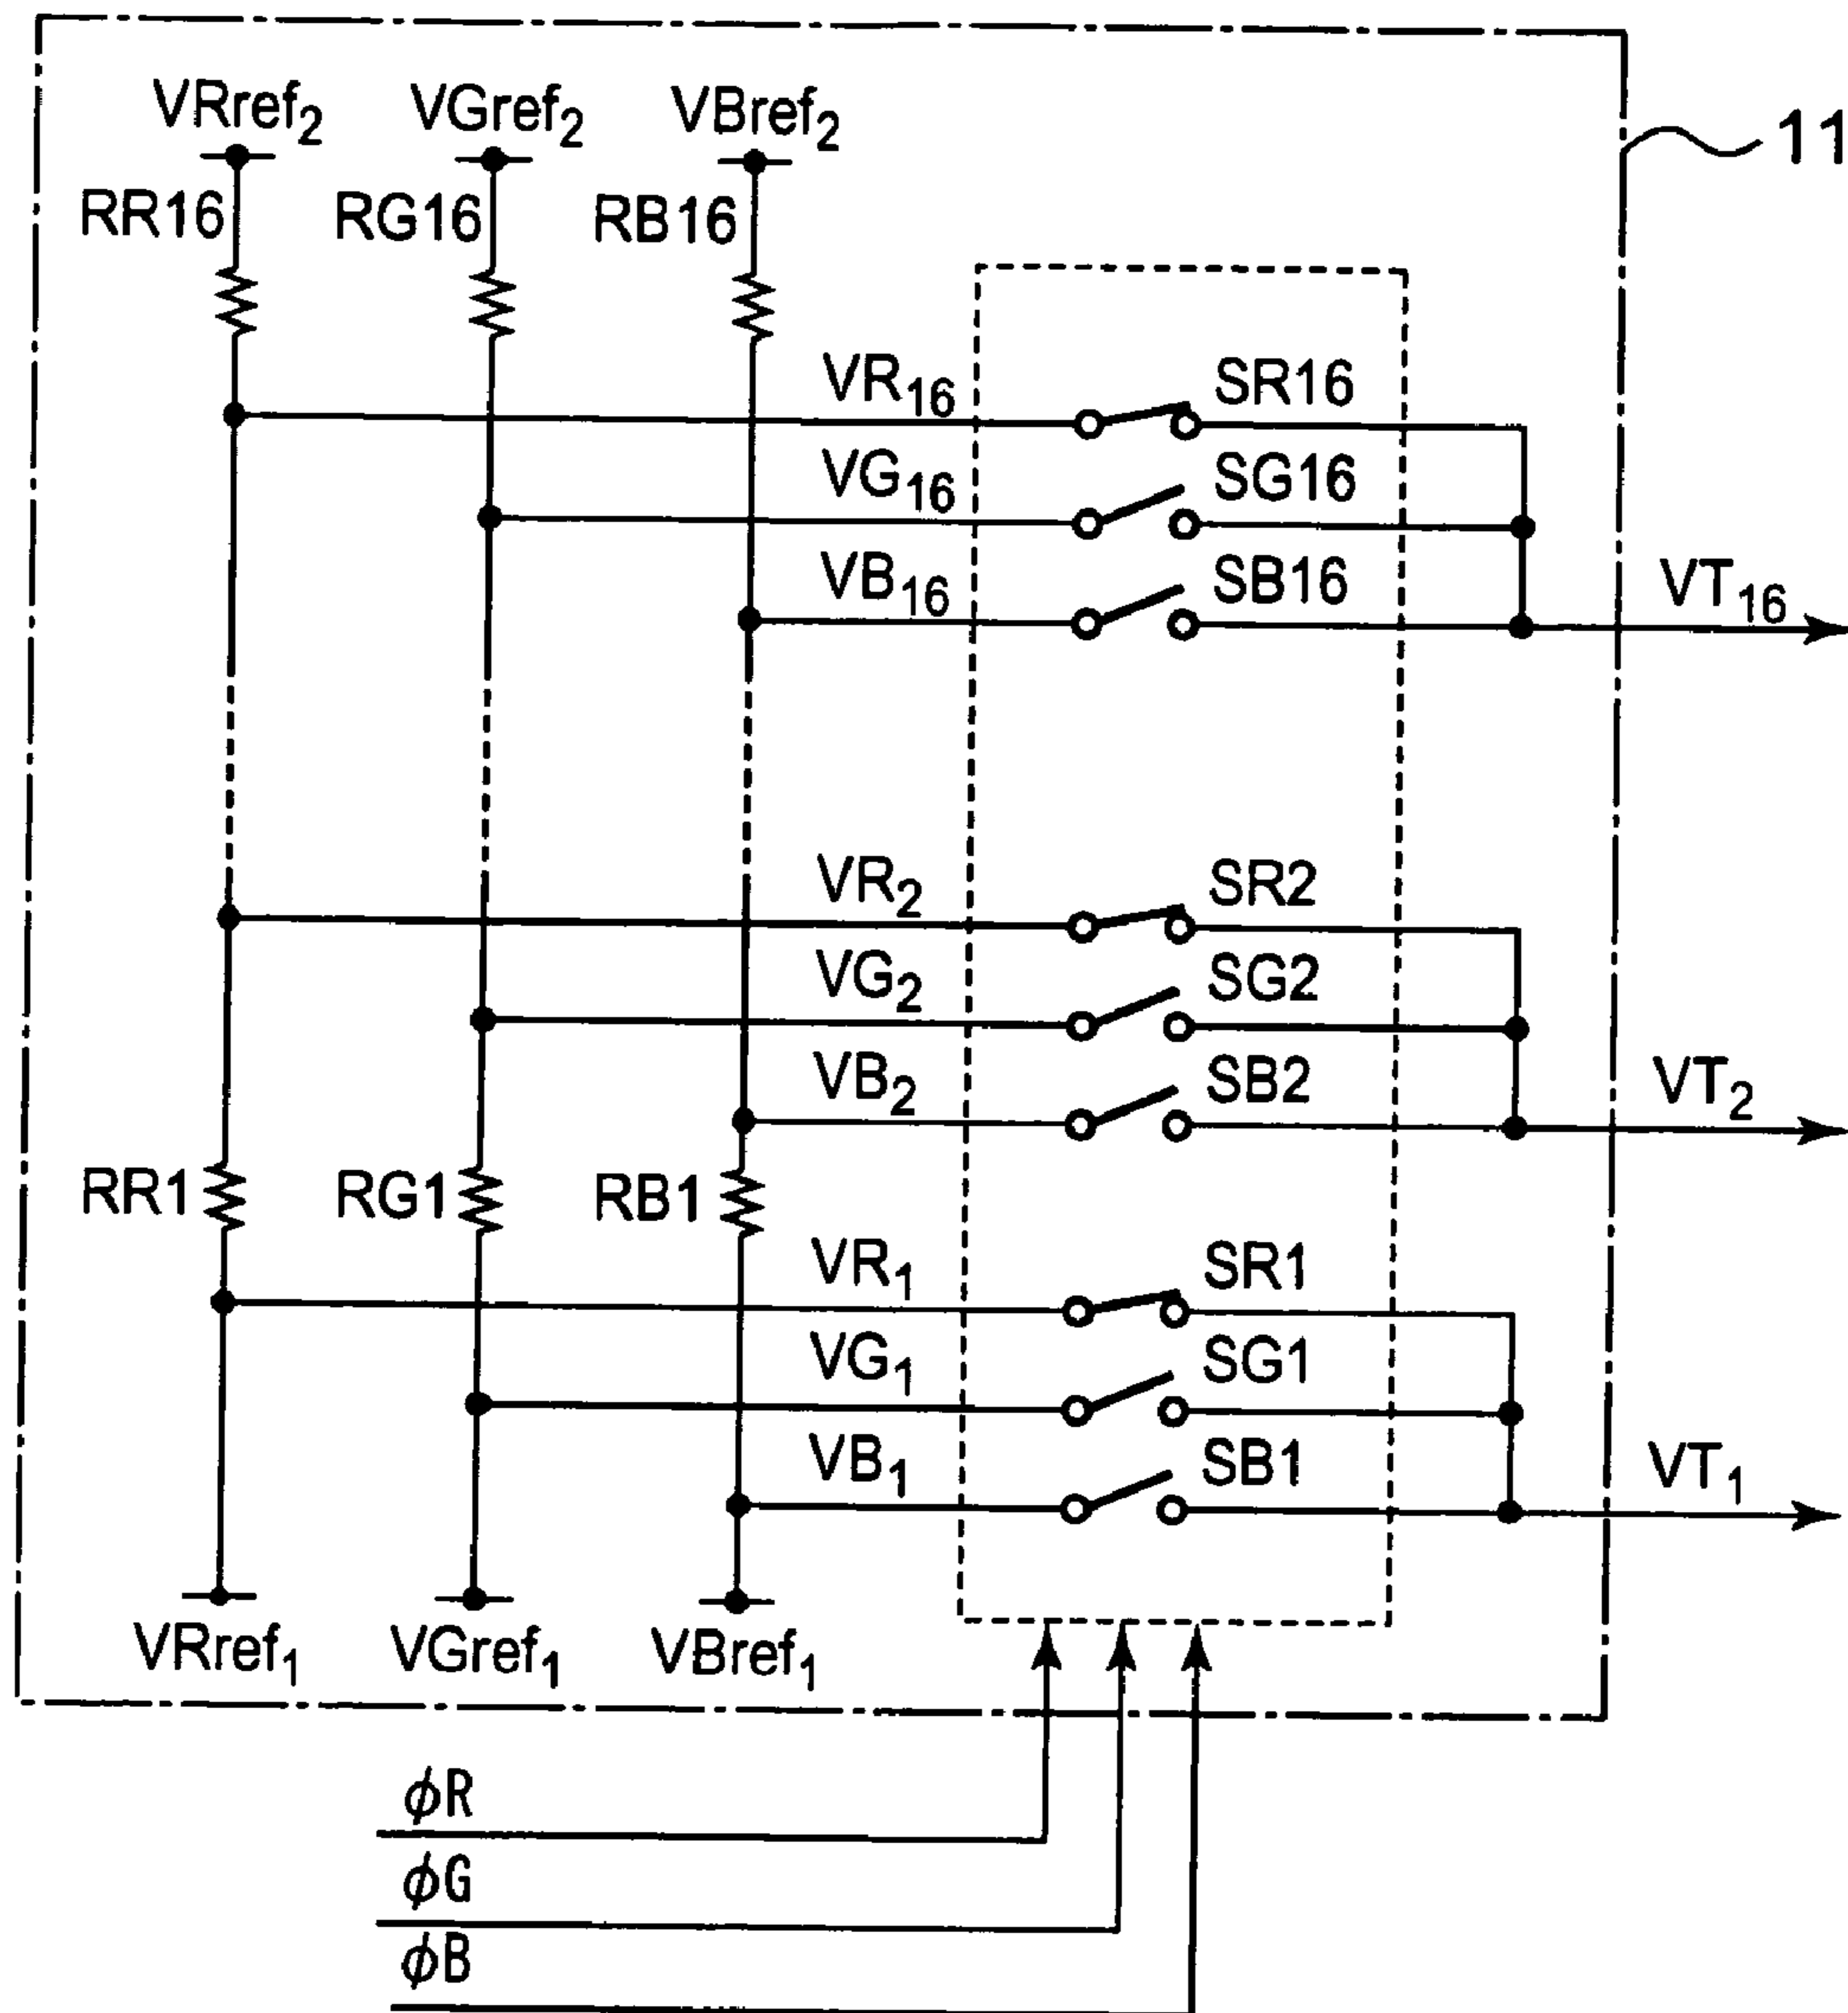 11
VRref₂ VGref₂ VBref₂
RR16 RG16 RB16
VR₁₆ SR16
VG₁₆ SG16
VB₁₆ SB16 VT₁₆
VR₂ SR2
VG₂ SG2
VB₂ SB2 VT₂
RR1 RG1 RB1
VR₁ SR1
VG₁ SG1
VB₁ SB1 VT₁
VRref₁ VGref₁ VBref₁
ϕR
ϕG
ϕB